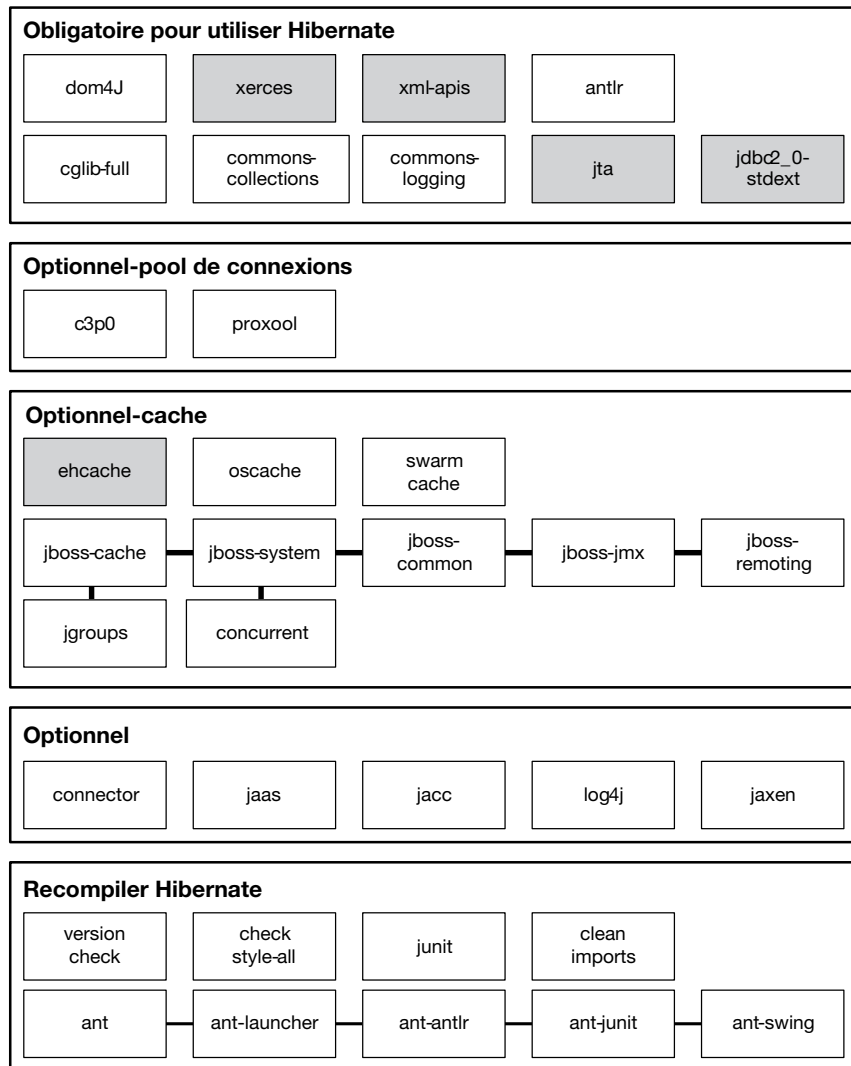 Obligatoire pour utiliser Hibernate
dom4J
xerces
xml-apis
antlr
cglib-full
commons-
collections
commons-
logging
jta
jdbc2_0-
stdext
Optionnel-pool de connexions
c3p0
proxool
Optionnel-cache
ehcache
oscache
swarm
cache
jboss-cache
jboss-system
jboss-
common
jboss-jmx
jboss-
remoting
jgroups
concurrent
Optionnel
connector
jaas
jacc
log4j
jaxen
Recompiler Hibernate
version
check
check
style-all
junit
clean
imports
ant
ant-launcher
ant-antlr
ant-junit
ant-swing